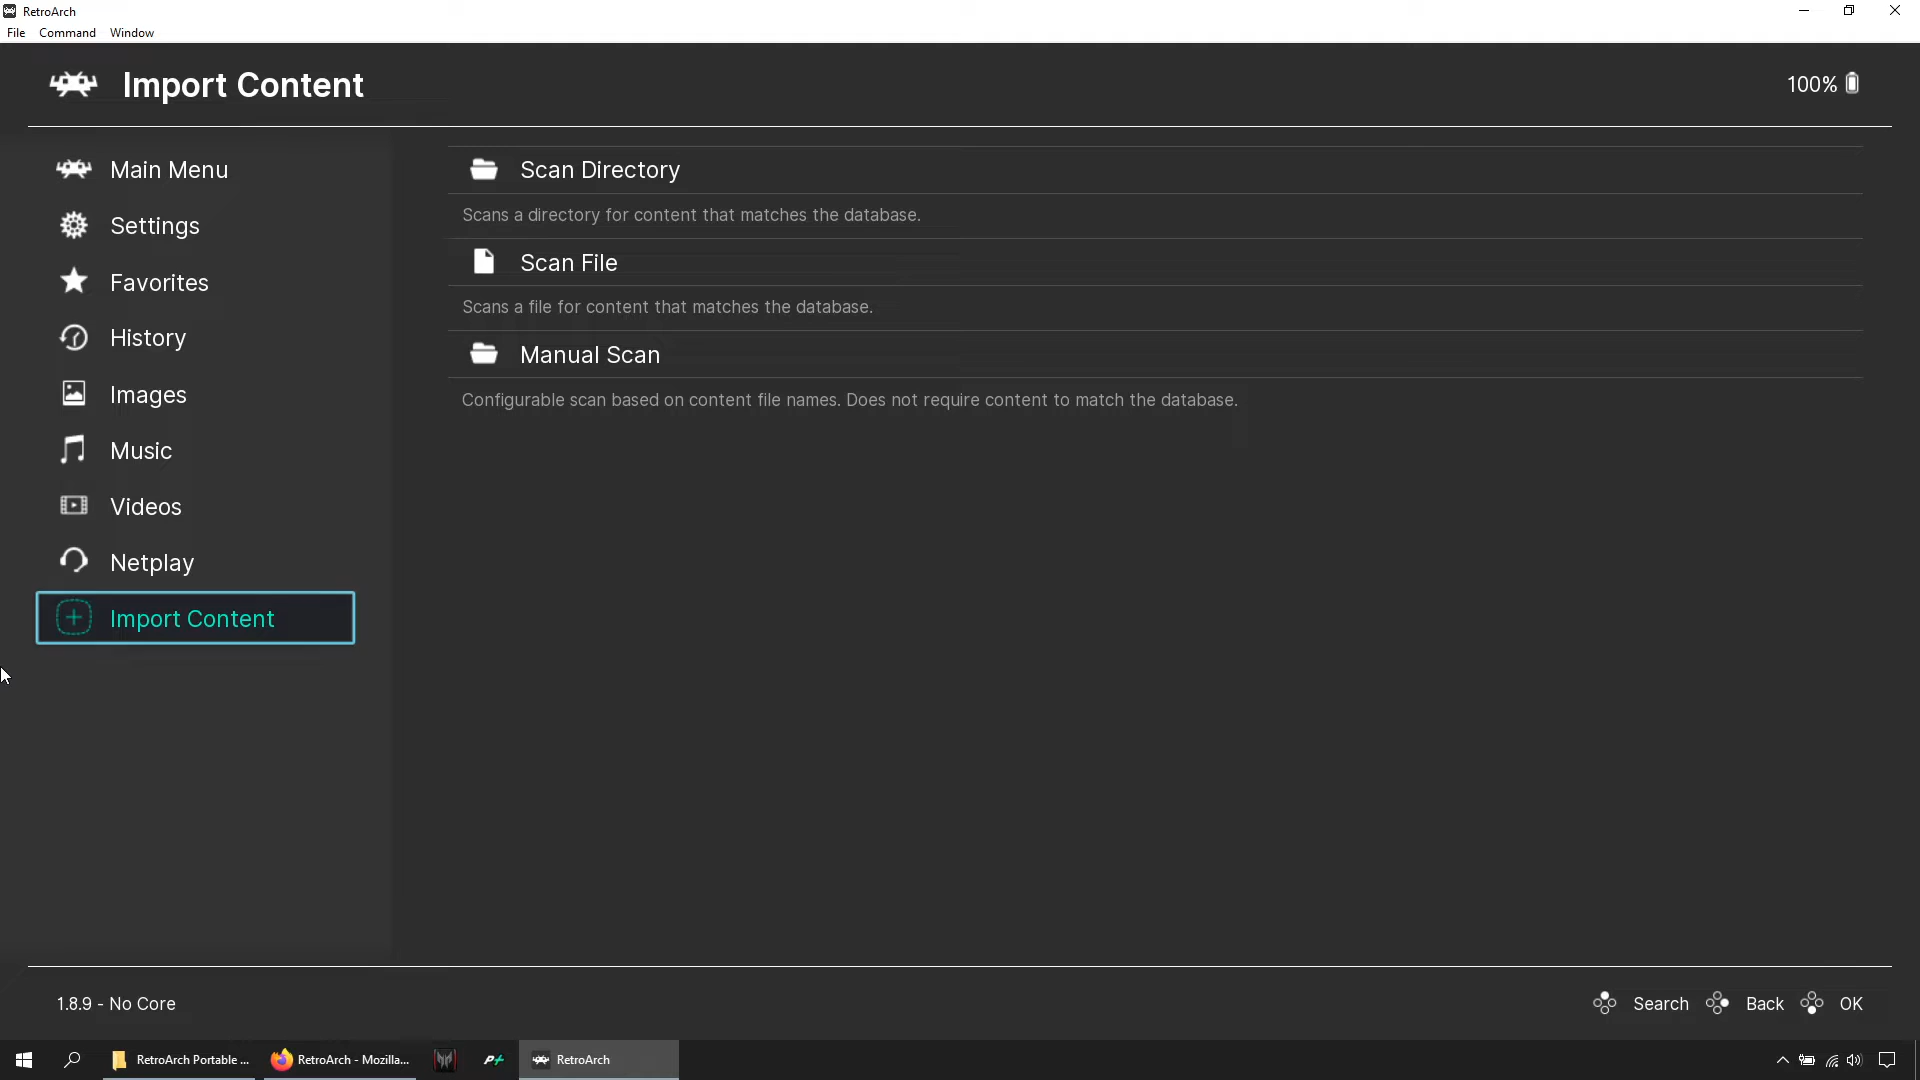 RetroArch
File Command Window
Import Content
100%
Main Menu
Settings
Favorites
History
Images
Music
Videos
Netplay
Import Content
Scan Directory
Scans a directory for content that matches the database.
Scan File
Scans a file for content that matches the database.
Manual Scan
Configurable scan based on content file names. Does not require content to match the database.
1.8.9 - No Core
Search Back OK
RetroArch Portable ... RetroArch - Mozilla... P+ RetroArch